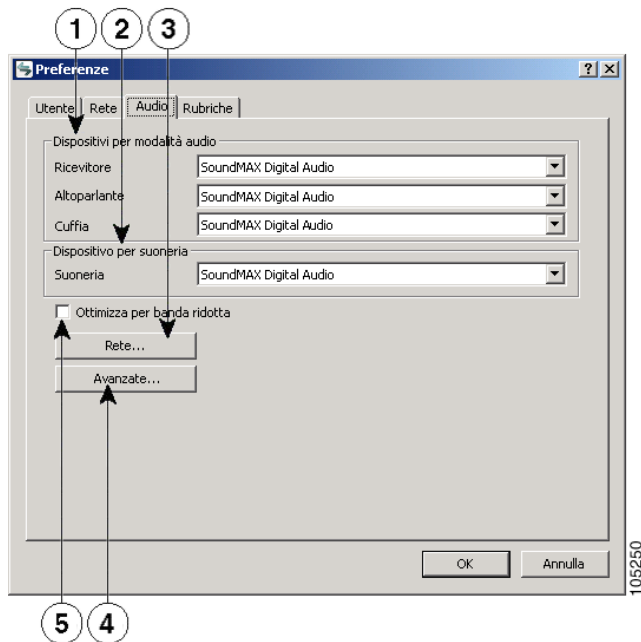 1 2 3
Preferenze
Utente Rete Audio Rubriche
Dispositivi per modalità audio
Ricevitore SoundMAX Digital Audio
Altoparlante SoundMAX Digital Audio
Cuffia SoundMAX Digital Audio
Dispositivo per suoneria
Suoneria SoundMAX Digital Audio
Ottimizza per banda ridotta
Rete...
Avanzate...
OK Annulla
105250
5 4